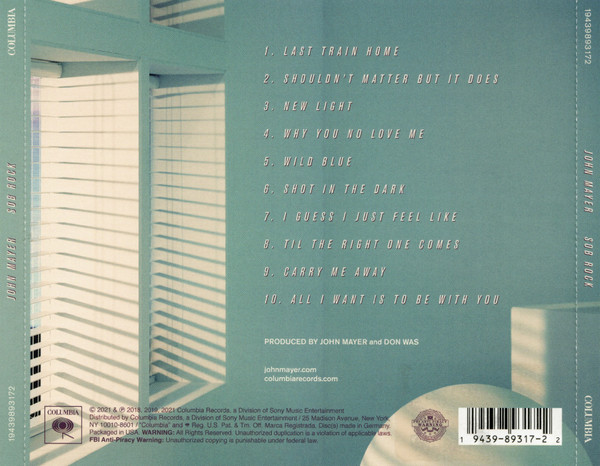 COLUMBIA
19439893172
JOHN MAYER
SOB ROCK
1. LAST TRAIN HOME
2. SHOULDN'T MATTER BUT IT DOES
3. NEW LIGHT
4. WHY YOU NO LOVE ME
5. WILD BLUE
6. SHOT IN THE DARK
7. I GUESS I JUST FEEL LIKE
8. TIL THE RIGHT ONE COMES
9. CARRY ME AWAY
10. ALL I WANT IS TO BE WITH YOU
PRODUCED BY JOHN MAYER and DON WAS
johnmayer.com
columbiarecords.com
COLUMBIA
© 2021 & ℗ 2018, 2019, 2021 Columbia Records, a Division of Sony Music Entertainment
Distributed by Columbia Records, a Division of Sony Music Entertainment / 25 Madison Avenue, New York,
NY 10010-8601 / "Columbia" and Reg. U.S. Pat. & Tm. Off. Marca Registrada. Disc(s) made in Germany.
Packaged in U.S.A. WARNING: All Rights Reserved. Unauthorized duplication is a violation of applicable laws.
FBI Anti-Piracy Warning: Unauthorized copying is punishable under federal law.
1 9439-89317-2 2
19439893172
JOHN MAYER
SOB ROCK
COLUMBIA